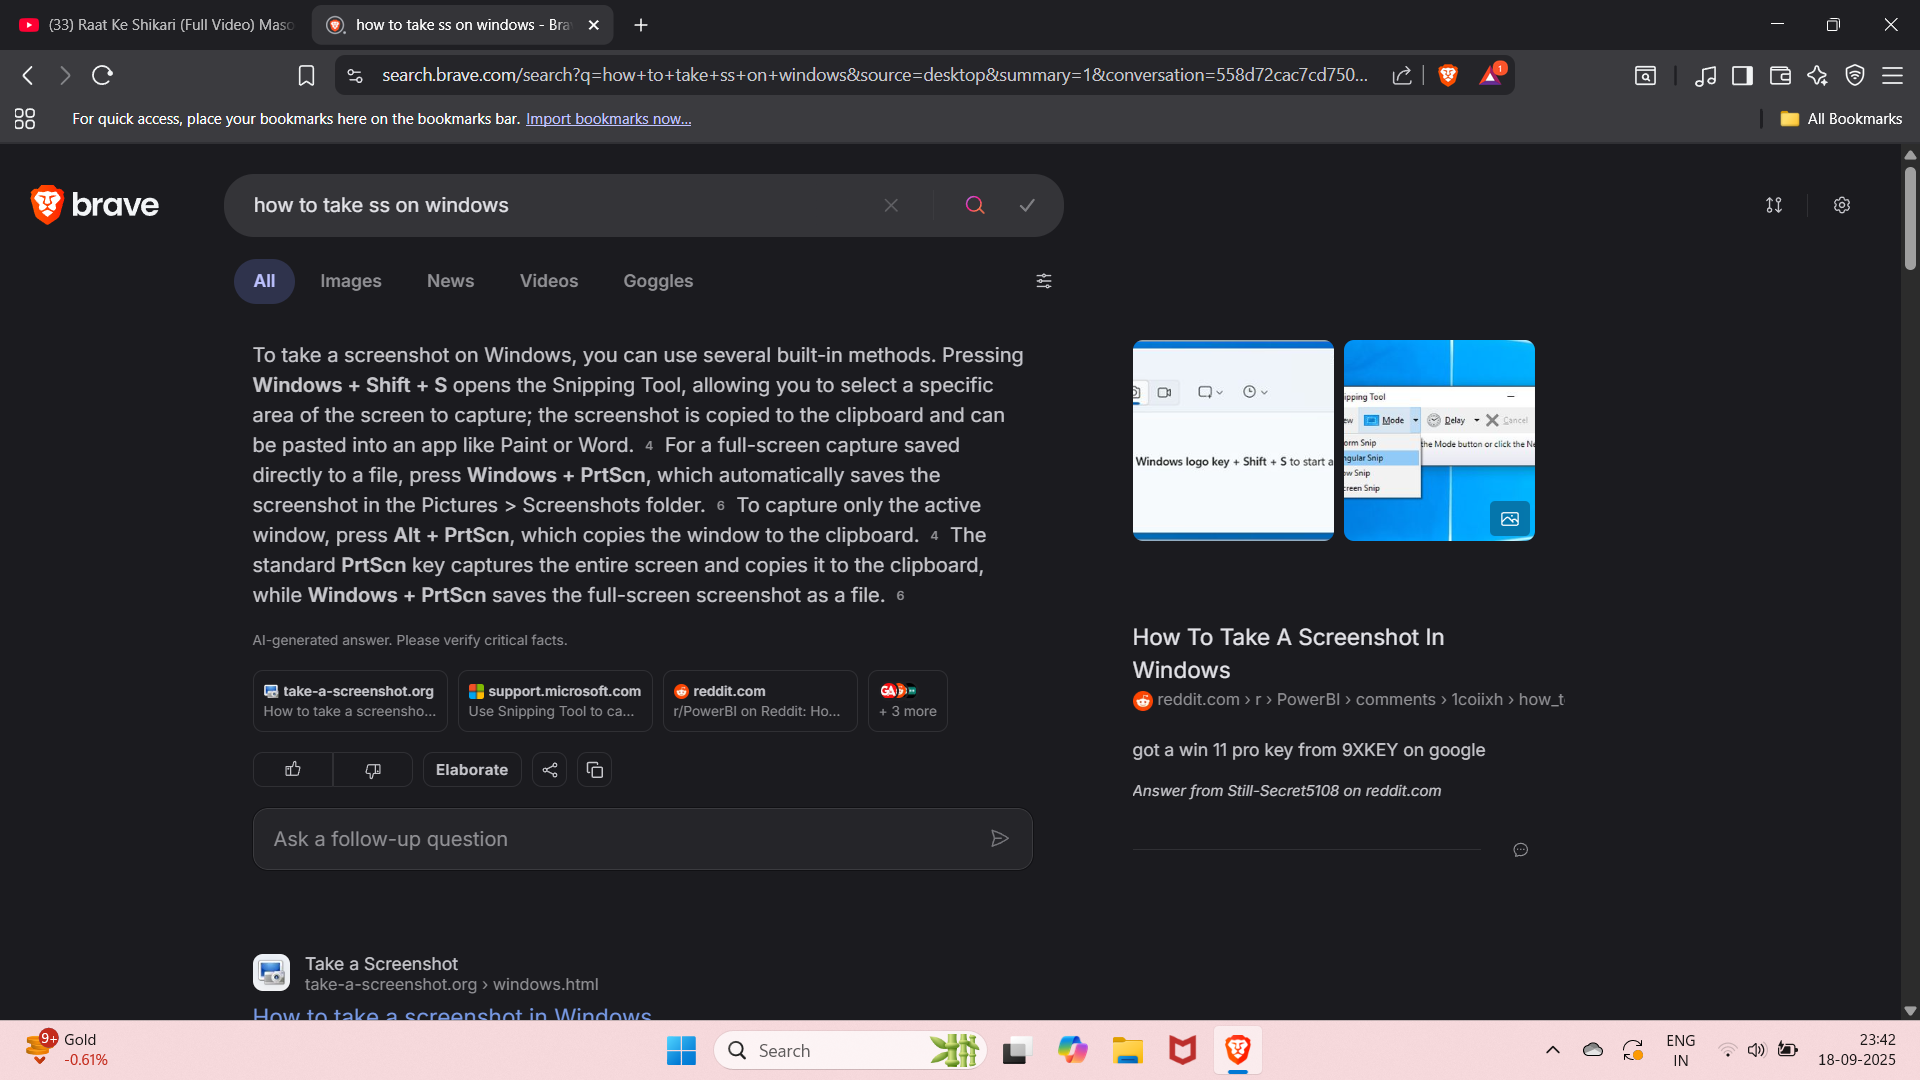 (33) Raat Ke Shikari (Full Video) Maso
how to take ss on windows - Bra
search.brave.com/search?q=how+to+take+ss+on+windows&source=desktop&summary=1&conversation=558d72cac7cd750...
1
For quick access, place your bookmarks here on the bookmarks bar. Import bookmarks now...
All Bookmarks
brave
how to take ss on windows
All Images News Videos Goggles
To take a screenshot on Windows, you can use several built-in methods. Pressing
Windows + Shift + S opens the Snipping Tool, allowing you to select a specific
area of the screen to capture; the screenshot is copied to the clipboard and can
be pasted into an app like Paint or Word. 4 For a full-screen capture saved
directly to a file, press Windows + PrtScn, which automatically saves the
screenshot in the Pictures > Screenshots folder. 6 To capture only the active
window, press Alt + PrtScn, which copies the window to the clipboard. 4 The
standard PrtScn key captures the entire screen and copies it to the clipboard,
while Windows + PrtScn saves the full-screen screenshot as a file. 6
AI-generated answer. Please verify critical facts.
take-a-screenshot.org
How to take a screensho...
support.microsoft.com
Use Snipping Tool to ca...
reddit.com
r/PowerBI on Reddit: Ho...
+ 3 more
Elaborate
Ask a follow-up question
Take a Screenshot
take-a-screenshot.org › windows.html
How to take a screenshot in Windows
Windows logo key + Shift + S to start a
ipping Tool
ew Mode Delay Cancel
orm Snip
the Mode button or click the Ne
ngular Snip
ow Snip
creen Snip
How To Take A Screenshot In
Windows
reddit.com › r › PowerBI › comments › 1coiixh › how_t
got a win 11 pro key from 9XKEY on google
Answer from Still-Secret5108 on reddit.com
9+
Gold
-0.61%
Search
ENG
IN
23:42
18-09-2025